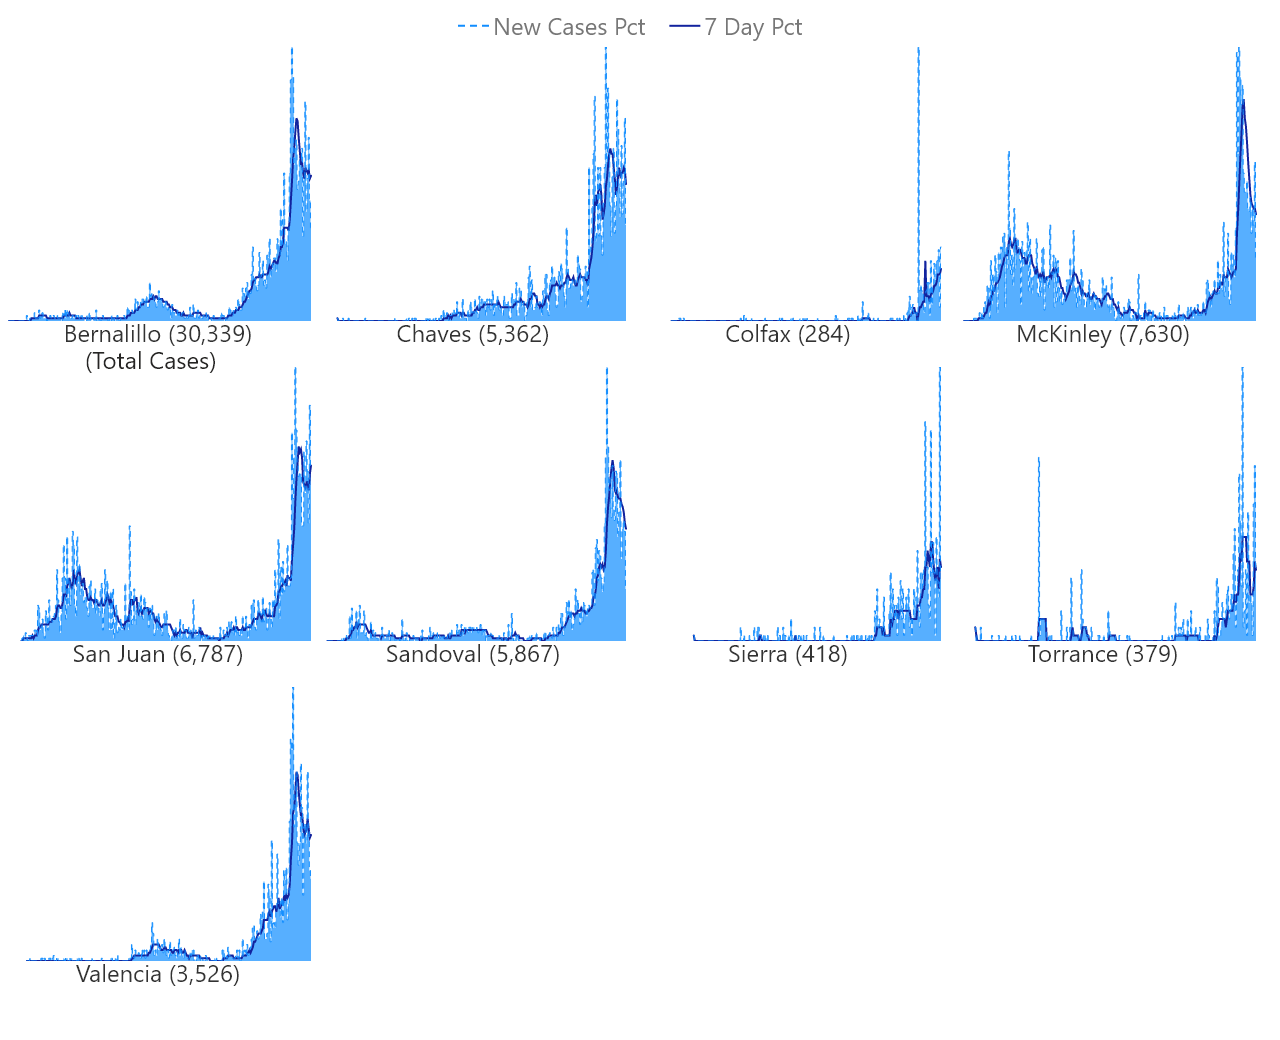 New Cases Pct 7 Day Pct
Bernalillo (30,339)
(Total Cases)
Chaves (5,362)
Colfax (284)
McKinley (7,630)
San Juan (6,787)
Sandoval (5,867)
Sierra (418)
Torrance (379)
Valencia (3,526)